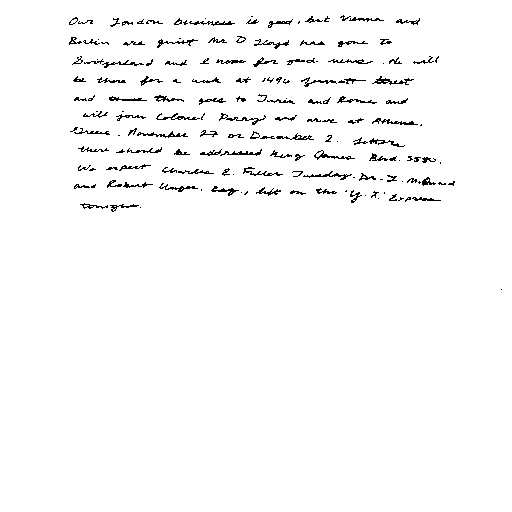 Our London business is good, but Vienna and
Berlin are quiet Mr D Lloyd has gone to
Switzerland and I hope for good news. He will
be there for a week at 1496 Zermott Street
and then goes to Turin and Rome and
will join Colonel Parry and arive at Athens,
Greece. November 27 or December 2. Letters
there should be addressed King James Blvd. 3580.
We expect Charles E. Fuller Tuesday. Dr. L. McQuaid
and Robert Unger. Esq., left on the 'Y.X.' Express
tonight.